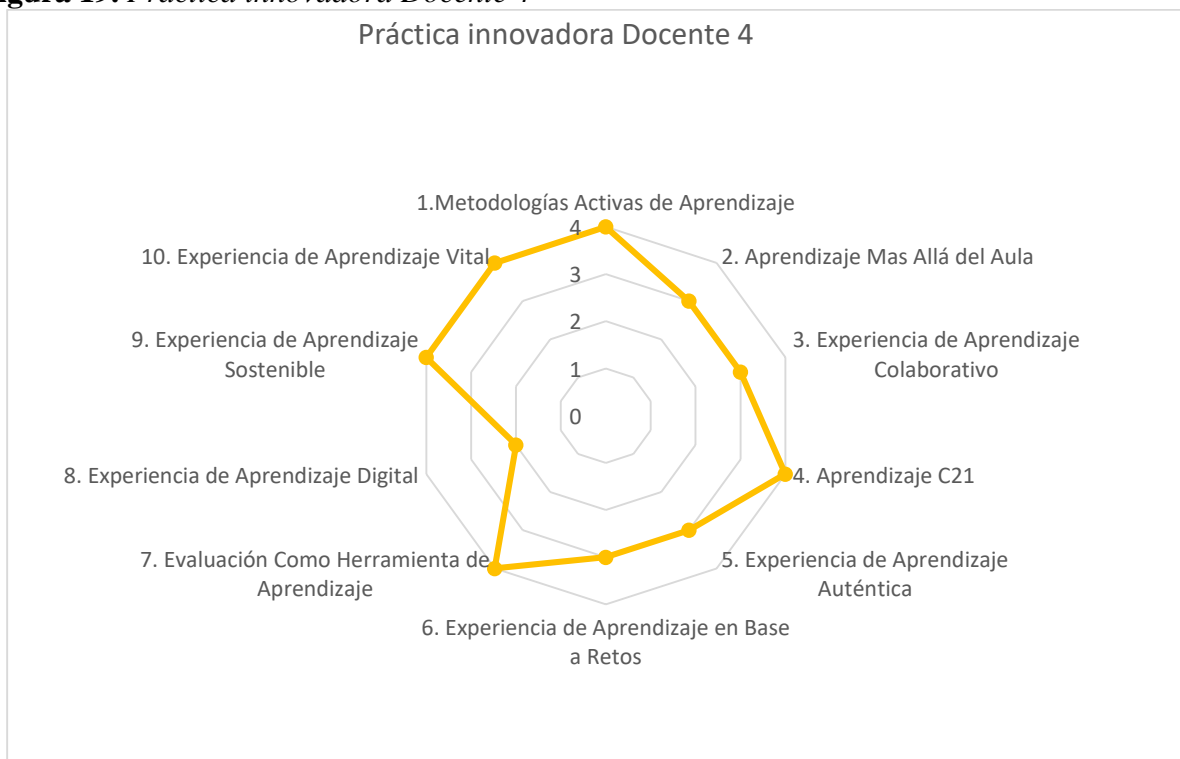 Práctica innovadora Docente 4
1.Metodologías Activas de Aprendizaje
2. Aprendizaje Mas Allá del Aula
3. Experiencia de Aprendizaje
Colaborativo
4. Aprendizaje C21
5. Experiencia de Aprendizaje
Auténtica
6. Experiencia de Aprendizaje en Base
a Retos
7. Evaluación Como Herramienta de
Aprendizaje
8. Experiencia de Aprendizaje Digital
9. Experiencia de Aprendizaje
Sostenible
10. Experiencia de Aprendizaje Vital
4
3
2
1
0